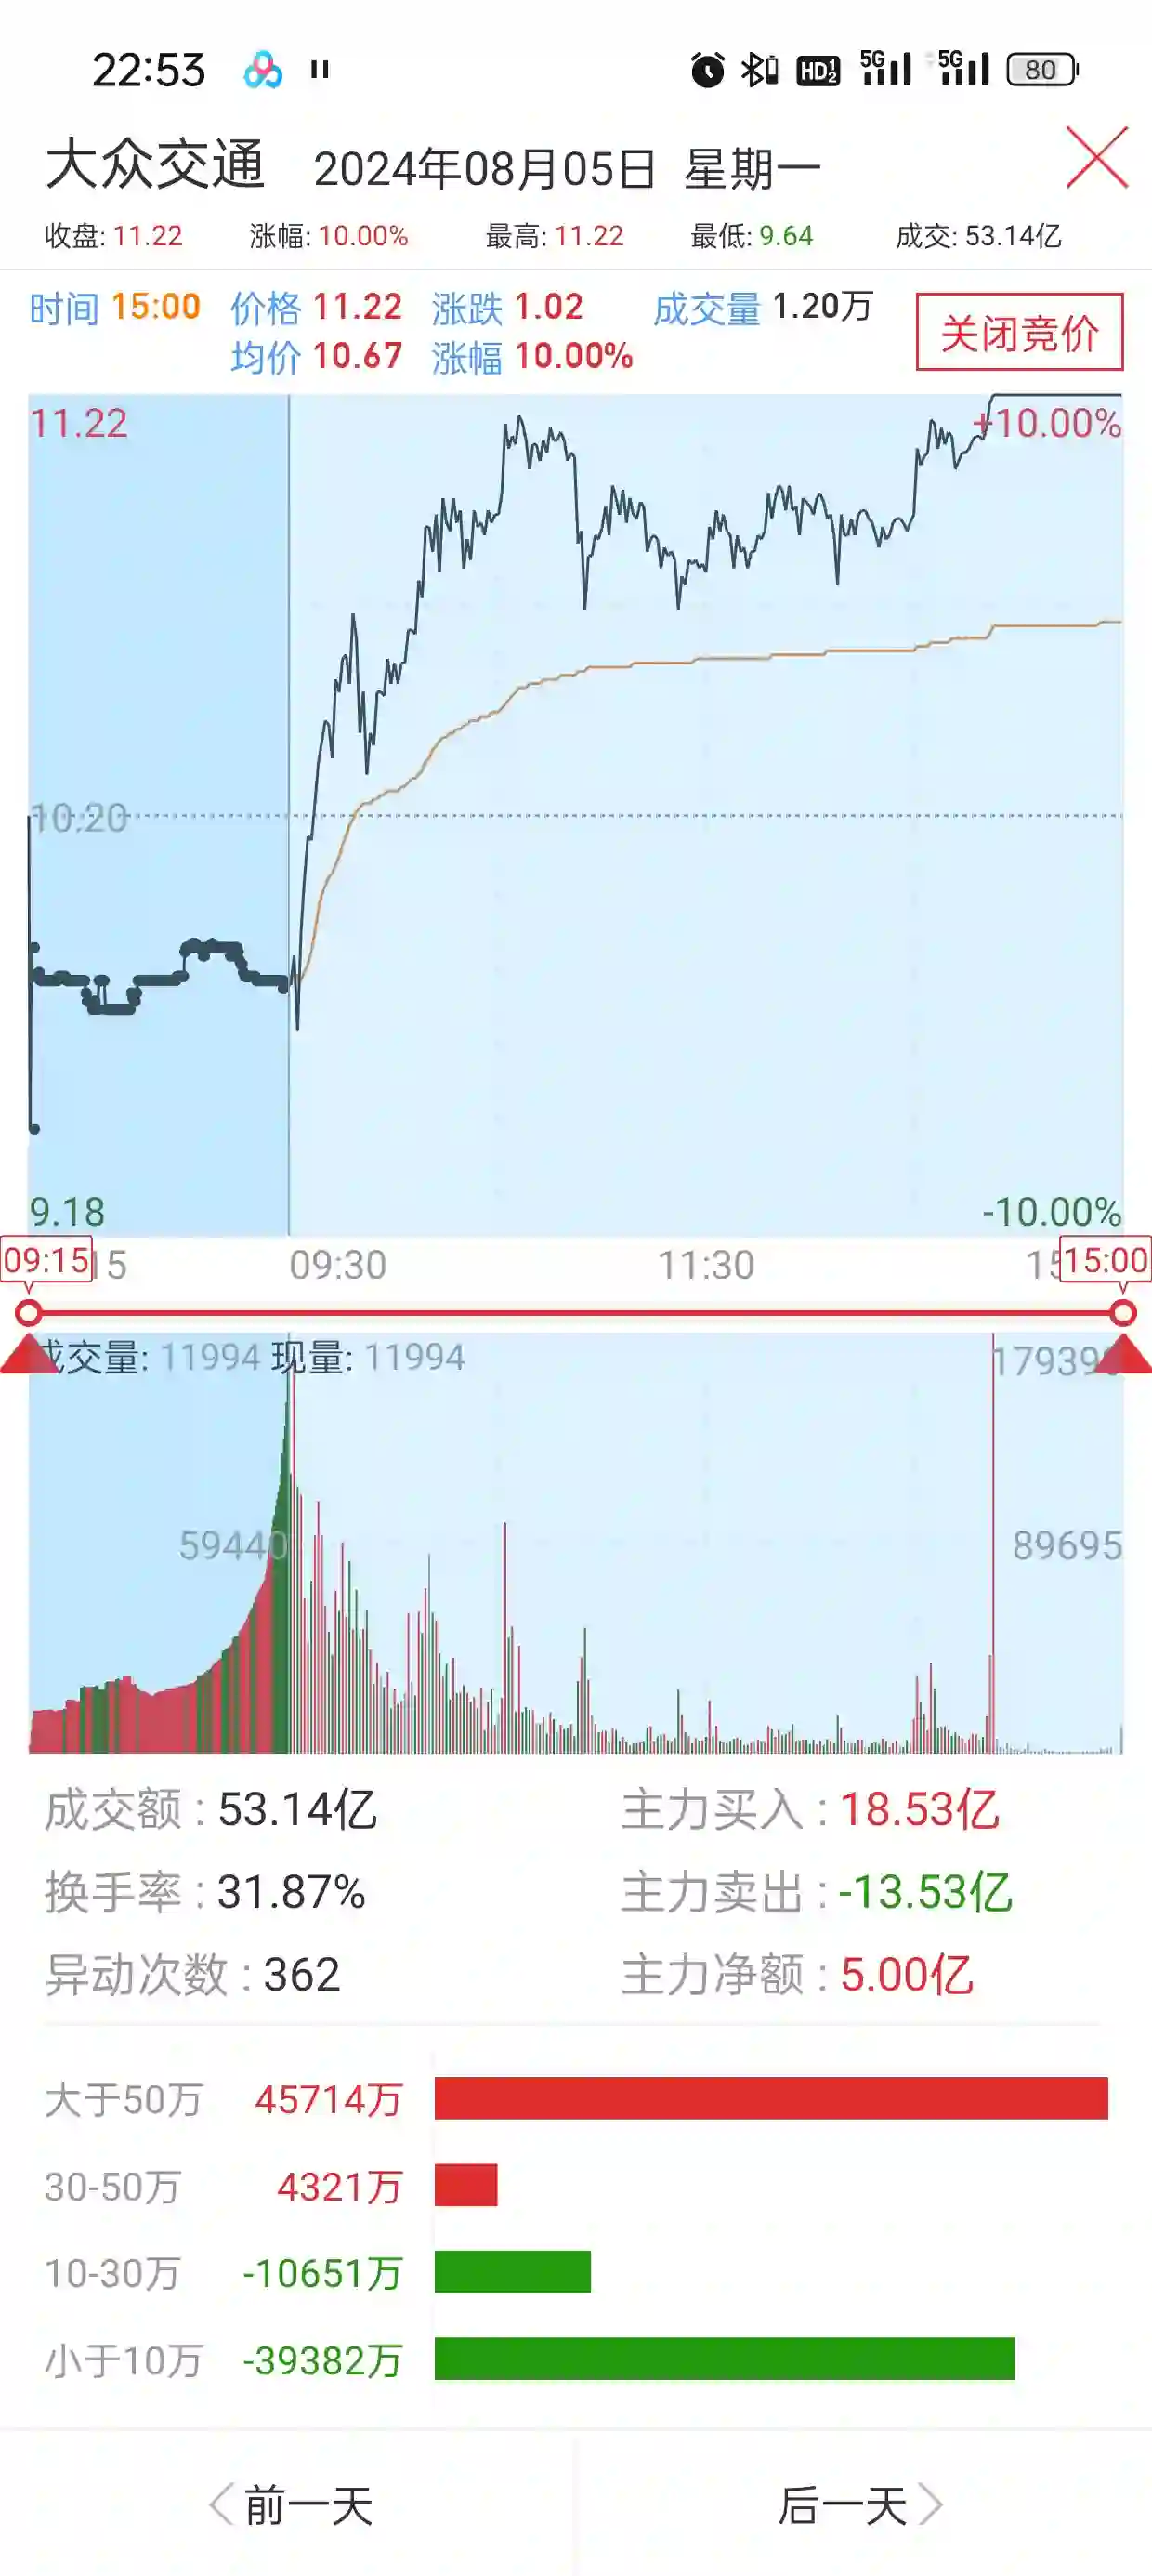 22:53 HD 1 2 5G 5G 80
大众交通 2024年08月05日 星期一
收盘: 11.22 涨幅: 10.00% 最高: 11.22 最低: 9.64 成交: 53.14亿
时间 15:00 价格 11.22 涨跌 1.02 成交量 1.20万
均价 10.67 涨幅 10.00%
关闭竞价
11.22 +10.00%
10.20
9.18 -10.00%
09:15 15 09:30 11:30 15 15:00
成交量: 11994 现量: 11994 17939
59440 89695
成交额 : 53.14亿 主力买入 : 18.53亿
换手率 : 31.87% 主力卖出 : -13.53亿
异动次数 : 362 主力净额 : 5.00亿
大于50万 45714万
30-50万 4321万
10-30万 -10651万
小于10万 -39382万
前一天 后一天